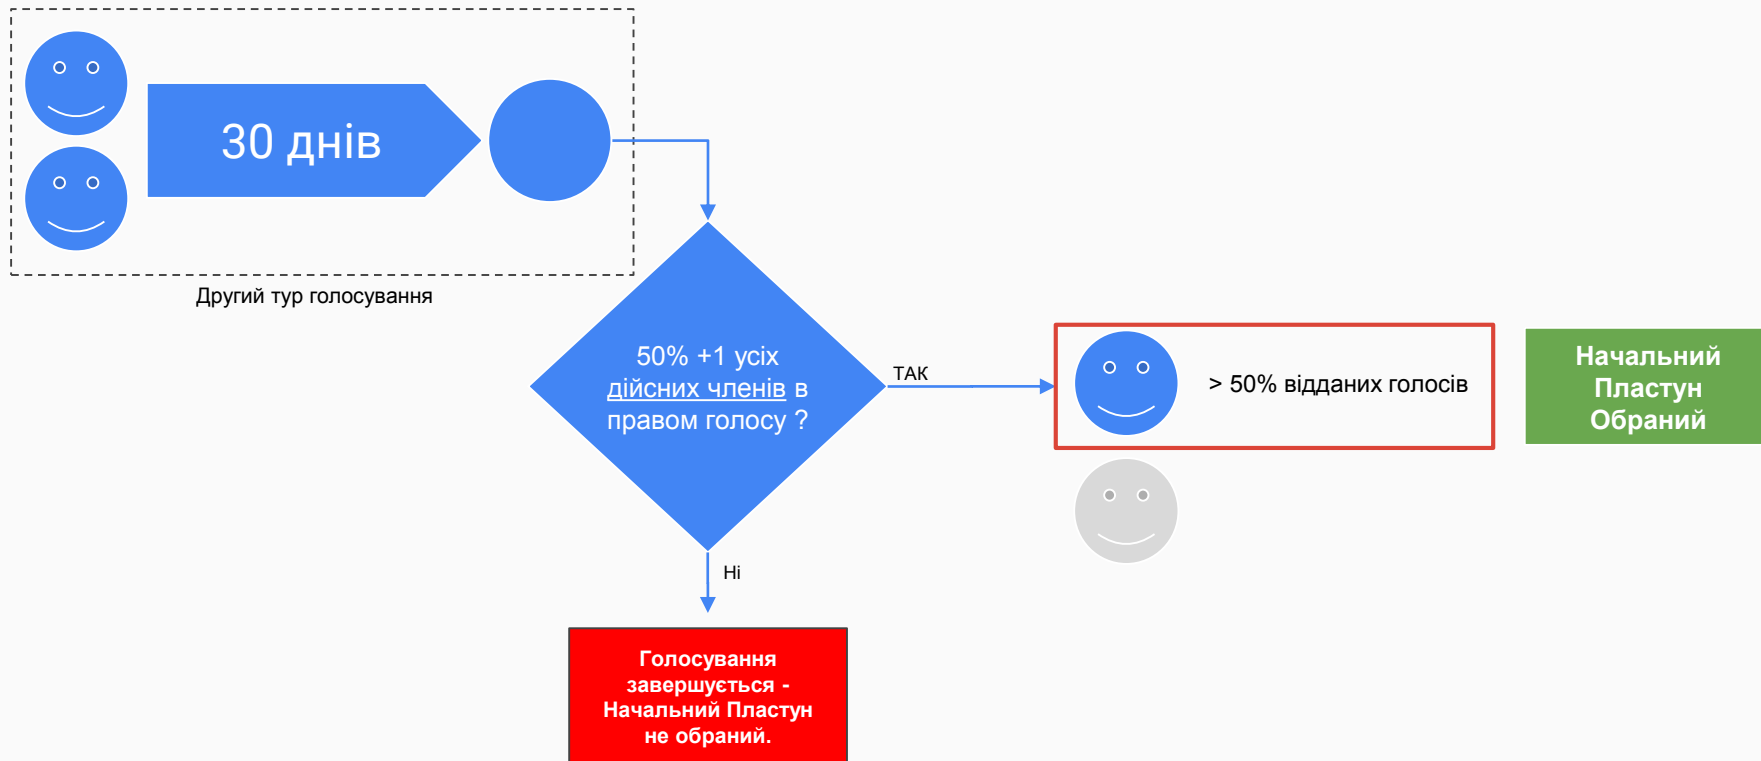 30 днів
Другий тур голосування
50% +1 усіх
дійсних членів в
правом голосу ?
ТАК
> 50% відданих голосів
Начальний
Пластун
Обраний
Ні
Голосування
завершується -
Начальний Пластун
не обраний.